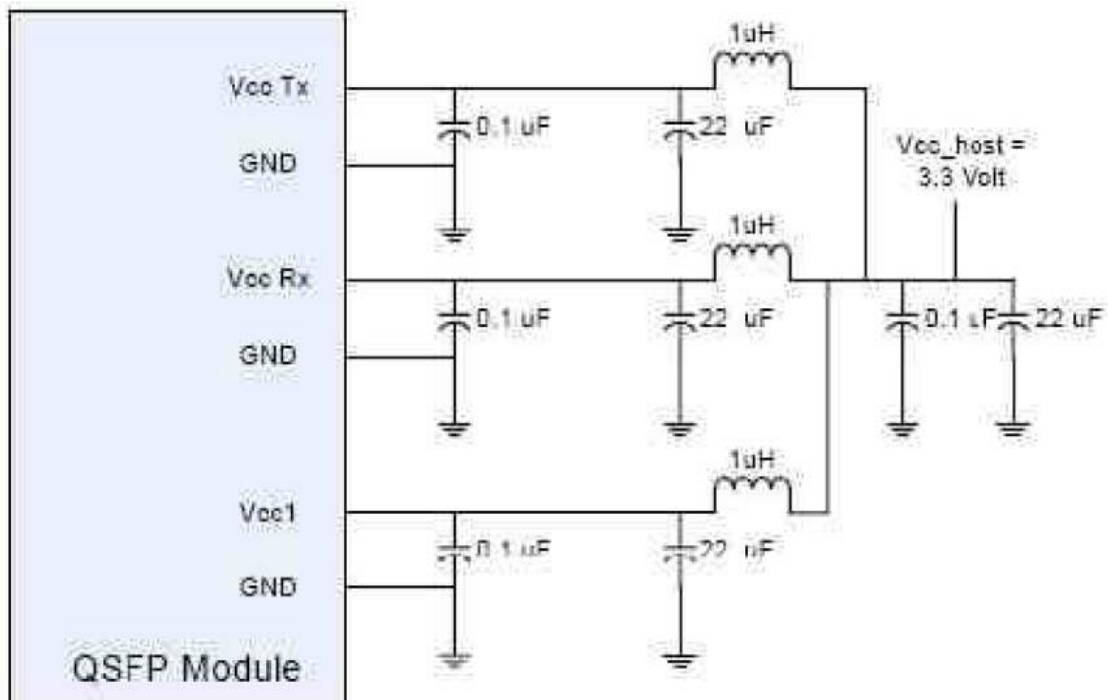 1uH
Vcc Tx
0.1 uF
22 uF
GND
Vcc_host =
3.3 Volt
1uH
Vcc Rx
0.1 uF
22 uF
0.1 uF
22 uF
GND
1uH
Vcc1
0.1 uF
22 uF
GND
QSFP Module